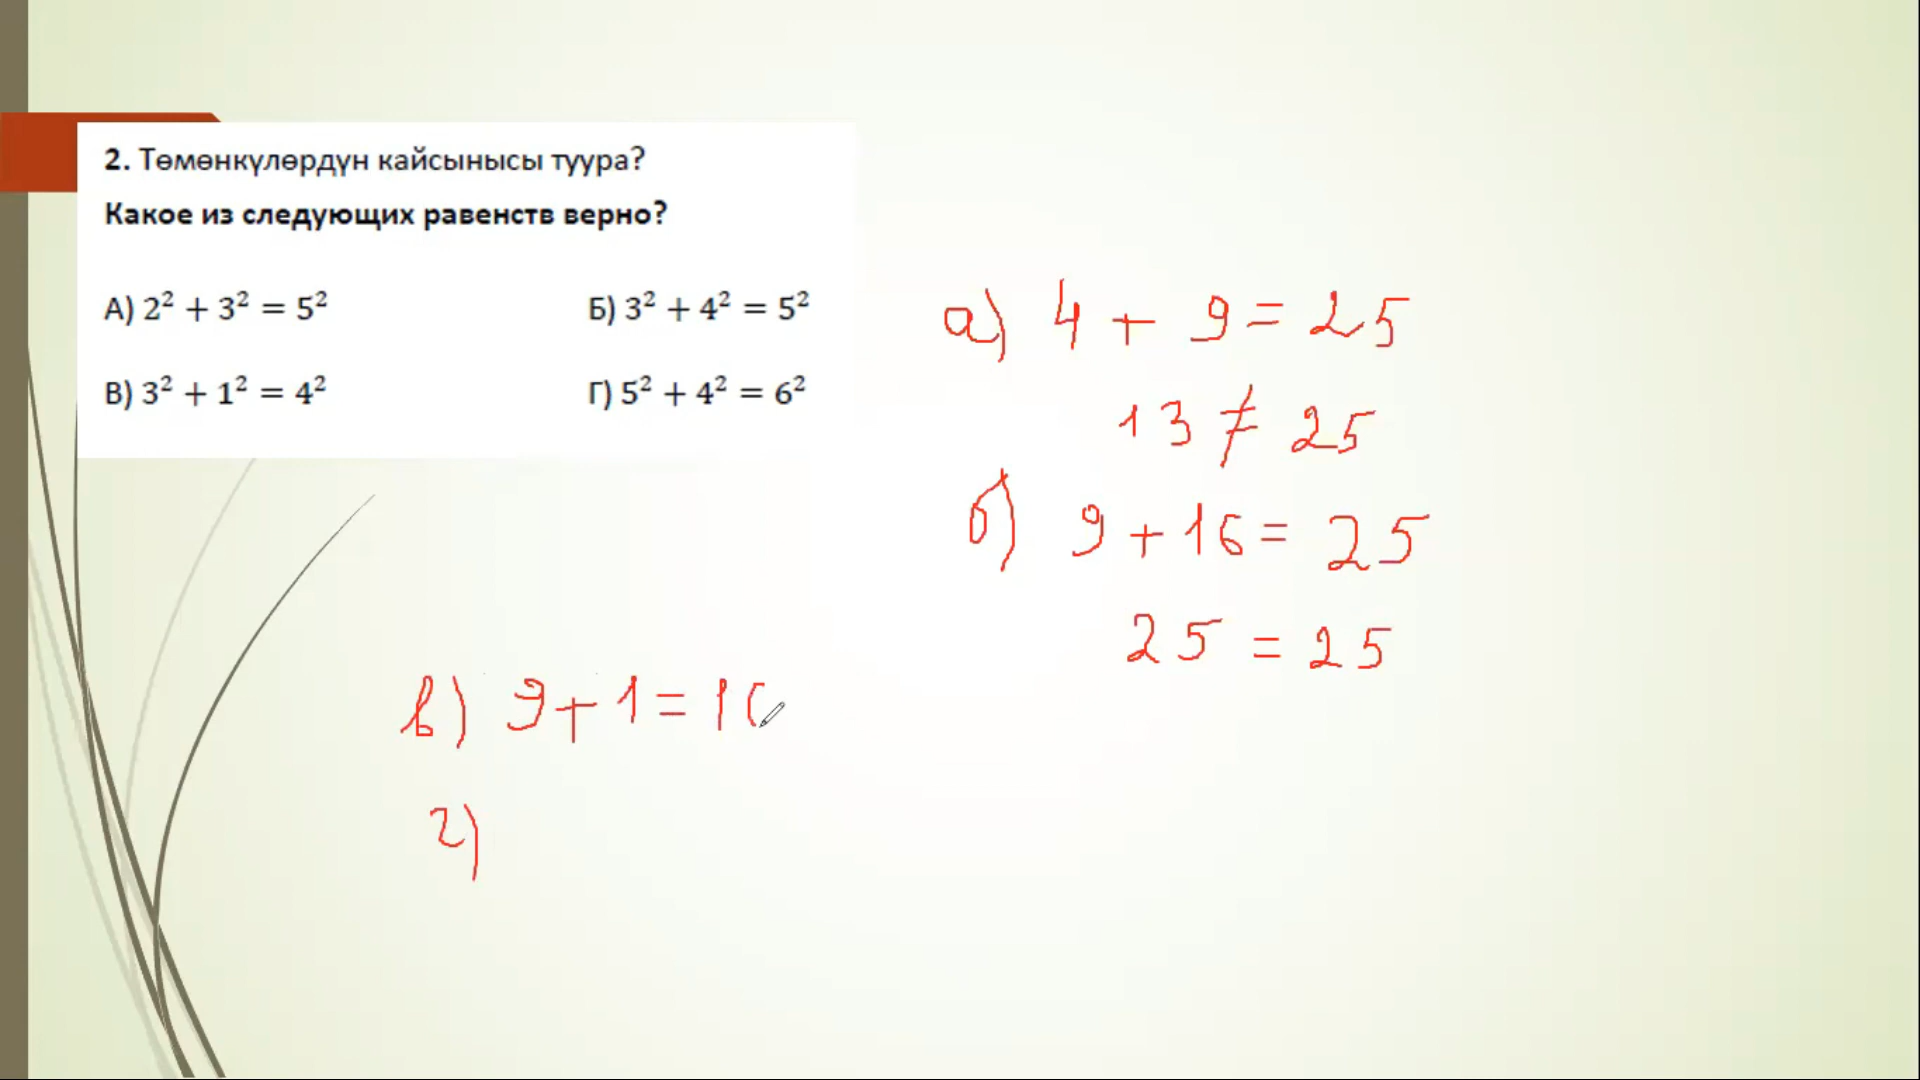 2. Төмөнкүлөрдүн кайсынысы туура?
Какое из следующих равенств верно?
А) 2² + 3² = 5²
Б) 3² + 4² = 5²
В) 3² + 1² = 4²
Г) 5² + 4² = 6²
а) 4 + 9 = 25
13 ≠ 25
б) 9 + 16 = 25
25 = 25
в) 9 + 1 = 1
г)